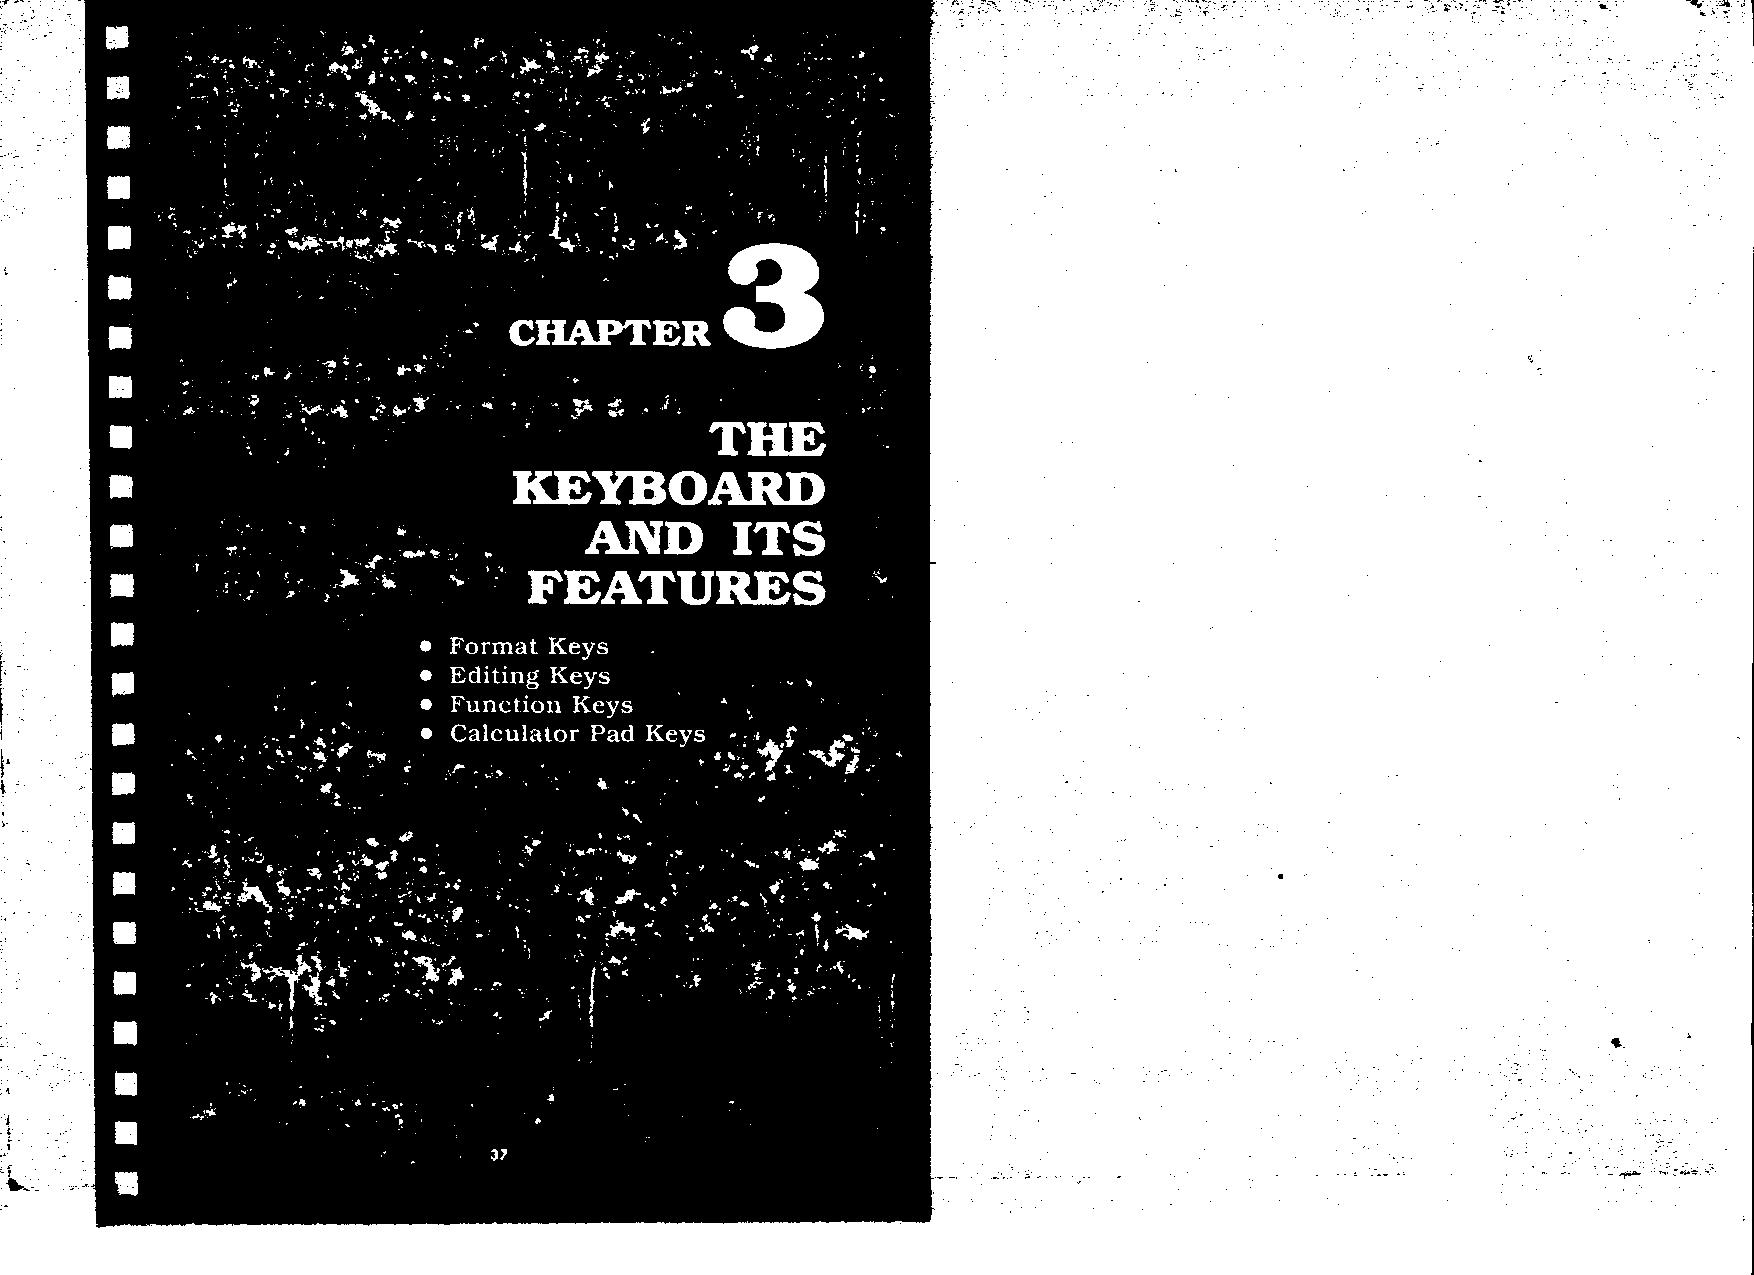 CHAPTER 3
THE
KEYBOARD
AND ITS
FEATURES
• Format Keys
• Editing Keys
• Function Keys
• Calculator Pad Keys
37